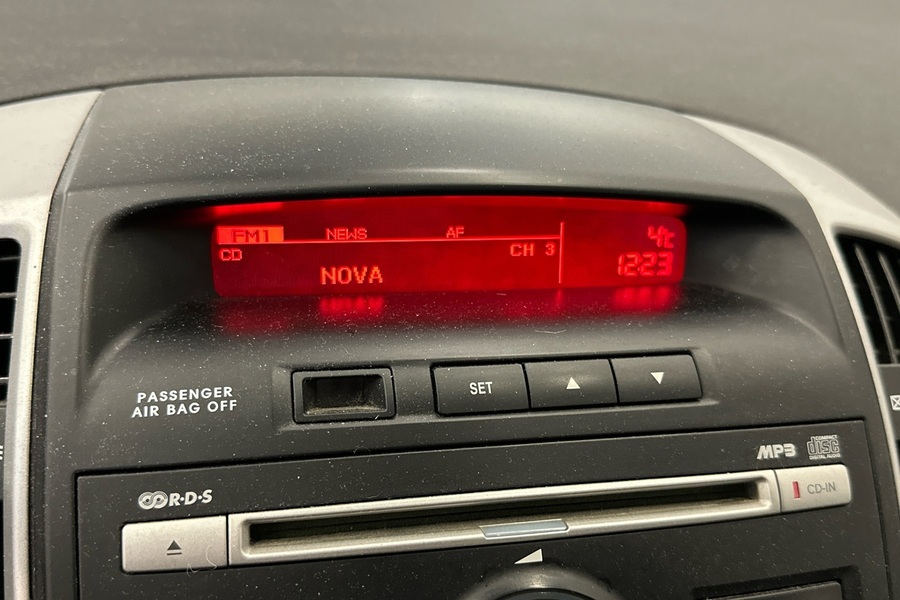 FM1 NEWS AF 4°C
CD CH 3
NOVA 12:23
SET
PASSENGER
AIR BAG OFF
MP3 COMPACT disc DIGITAL AUDIO
R·D·S
CD-IN